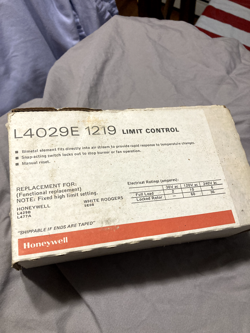 L4029E 1219 LIMIT CONTROL
■ Bimetal element fits directly into air stream to provide rapid response to temperature change.
■ Snap-acting switch locks out to stop burner or fan operation.
■ Manual reset.
REPLACEMENT FOR:
(Functional replacement)
NOTE: Fixed high limit setting.
HONEYWELL WHITE RODGERS
Electrical Ratings (amperes):
Full Load
Locked Rotor
"SHIPPABLE IF ENDS ARE TAPED"
Honeywell